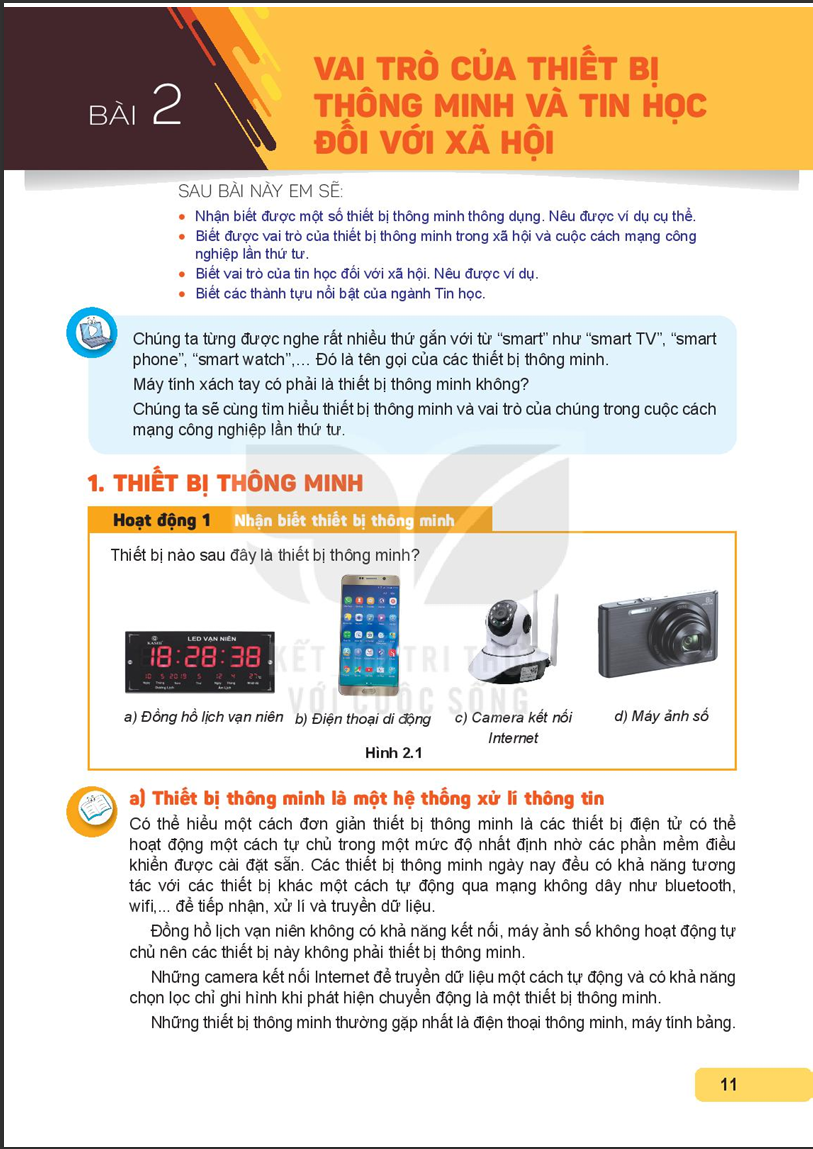 BÀI 2
VAI TRÒ CỦA THIẾT BỊ
THÔNG MINH VÀ TIN HỌC
ĐỐI VỚI XÃ HỘI
SAU BÀI NÀY EM SẼ:
• Nhận biết được một số thiết bị thông minh thông dụng. Nêu được ví dụ cụ thể.
• Biết được vai trò của thiết bị thông minh trong xã hội và cuộc cách mạng công
nghiệp lần thứ tư.
• Biết vai trò của tin học đối với xã hội. Nêu được ví dụ.
• Biết các thành tựu nổi bật của ngành Tin học.
Chúng ta từng được nghe rất nhiều thứ gắn với từ “smart” như “smart TV”, “smart
phone”, “smart watch”,... Đó là tên gọi của các thiết bị thông minh.
Máy tính xách tay có phải là thiết bị thông minh không?
Chúng ta sẽ cùng tìm hiểu thiết bị thông minh và vai trò của chúng trong cuộc cách
mạng công nghiệp lần thứ tư.
1. THIẾT BỊ THÔNG MINH
Hoạt động 1 Nhận biết thiết bị thông minh
Thiết bị nào sau đây là thiết bị thông minh?
LED VẠN NIÊN
18:28:38
10 5 2019 5 12 4 27
KẾT NỐI TRI THỨC
VỚI CUỘC SỐNG
a) Đồng hồ lịch vạn niên b) Điện thoại di động c) Camera kết nối
Internet
d) Máy ảnh số
Hình 2.1
a) Thiết bị thông minh là một hệ thống xử lí thông tin
Có thể hiểu một cách đơn giản thiết bị thông minh là các thiết bị điện tử có thể
hoạt động một cách tự chủ trong một mức độ nhất định nhờ các phần mềm điều
khiển được cài đặt sẵn. Các thiết bị thông minh ngày nay đều có khả năng tương
tác với các thiết bị khác một cách tự động qua mạng không dây như bluetooth,
wifi,... để tiếp nhận, xử lí và truyền dữ liệu.
Đồng hồ lịch vạn niên không có khả năng kết nối, máy ảnh số không hoạt động tự
chủ nên các thiết bị này không phải thiết bị thông minh.
Những camera kết nối Internet để truyền dữ liệu một cách tự động và có khả năng
chọn lọc chỉ ghi hình khi phát hiện chuyển động là một thiết bị thông minh.
Những thiết bị thông minh thường gặp nhất là điện thoại thông minh, máy tính bảng.
11